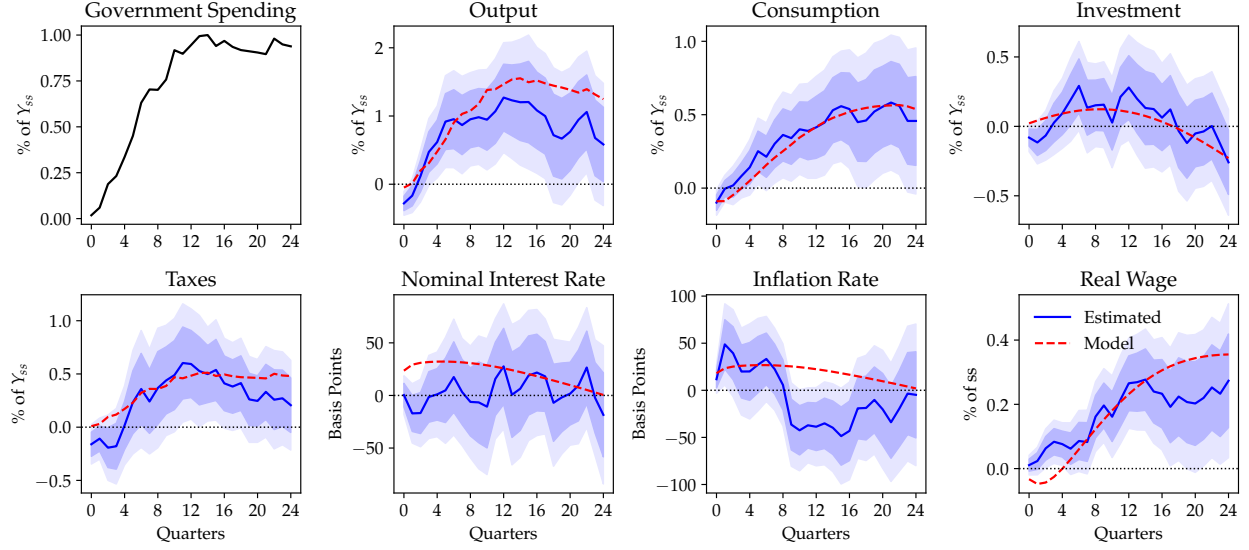 Government Spending
Output
Consumption
Investment
% of Y_ss
1.00
0.75
0.50
0.25
0.00
0 4 8 12 16 20 24
% of Y_ss
2
1
0
0 4 8 12 16 20 24
% of Y_ss
1.0
0.5
0.0
0 4 8 12 16 20 24
% of Y_ss
0.5
0.0
−0.5
0 4 8 12 16 20 24
Taxes
Nominal Interest Rate
Inflation Rate
Real Wage
% of Y_ss
1.0
0.5
0.0
−0.5
0 4 8 12 16 20 24
Quarters
Basis Points
50
0
−50
0 4 8 12 16 20 24
Quarters
Basis Points
100
50
0
−50
−100
0 4 8 12 16 20 24
Quarters
% of ss
0.4
0.2
0.0
Estimated
Model
0 4 8 12 16 20 24
Quarters